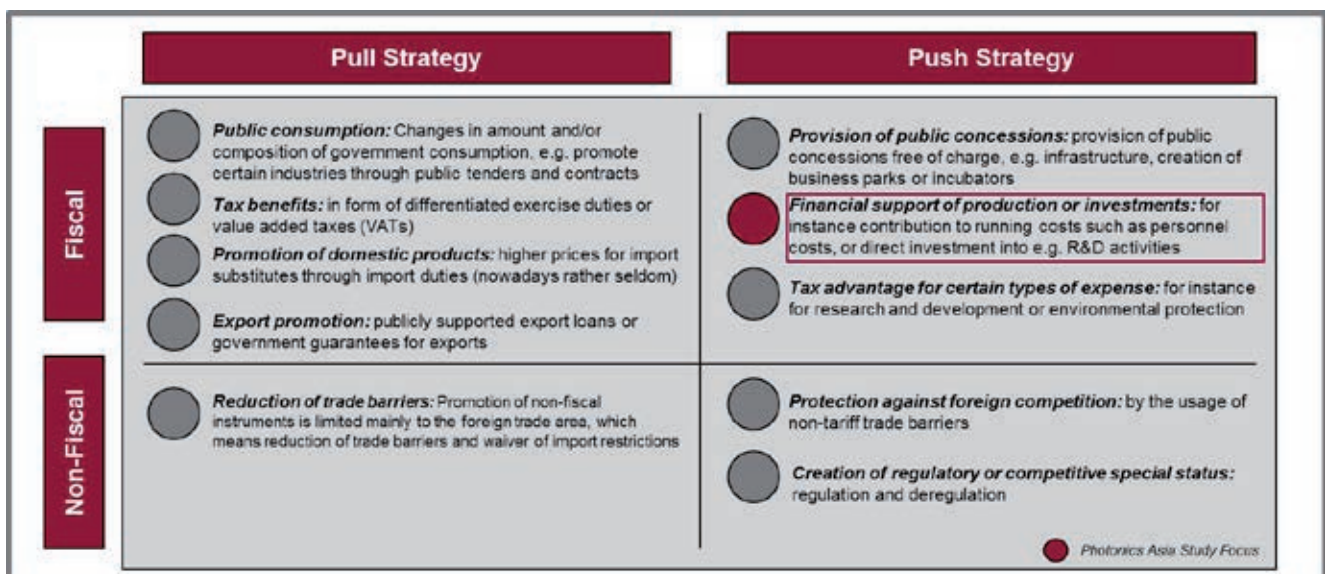 Pull Strategy
Push Strategy
Fiscal
Public consumption: Changes in amount and/or
composition of government consumption, e.g. promote
certain industries through public tenders and contracts
Tax benefits: in form of differentiated exercise duties or
value added taxes (VATs)
Promotion of domestic products: higher prices for import
substitutes through import duties (nowadays rather seldom)
Export promotion: publicly supported export loans or
government guarantees for exports
Provision of public concessions: provision of public
concessions free of charge, e.g. infrastructure, creation of
business parks or incubators
Financial support of production or investments: for
instance contribution to running costs such as personnel
costs, or direct investment into e.g. R&D activities
Tax advantage for certain types of expense: for instance
for research and development or environmental protection
Non-Fiscal
Reduction of trade barriers: Promotion of non-fiscal
instruments is limited mainly to the foreign trade area, which
means reduction of trade barriers and waiver of import restrictions
Protection against foreign competition: by the usage of
non-tariff trade barriers
Creation of regulatory or competitive special status:
regulation and deregulation
Photonics Asia Study Focus